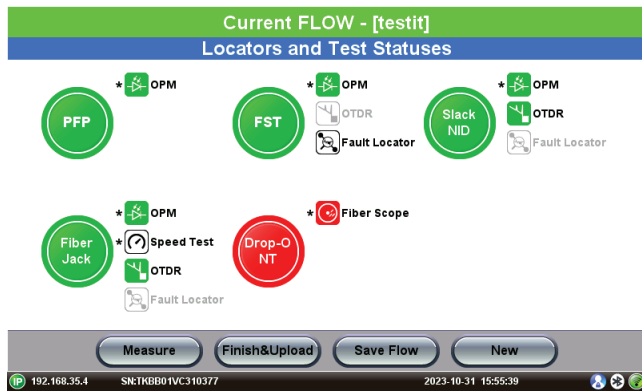 Current FLOW - [testit]
Locators and Test Statuses
PFP
* OPM
FST
* OPM
OTDR
Fault Locator
Slack
NID
* OPM
OTDR
Fault Locator
Fiber
Jack
* OPM
* Speed Test
OTDR
Fault Locator
Drop-O
NT
* Fiber Scope
Measure
Finish&Upload
Save Flow
New
IP 192.168.35.4 SN:TKBB01VC310377 2023-10-31 15:55:39